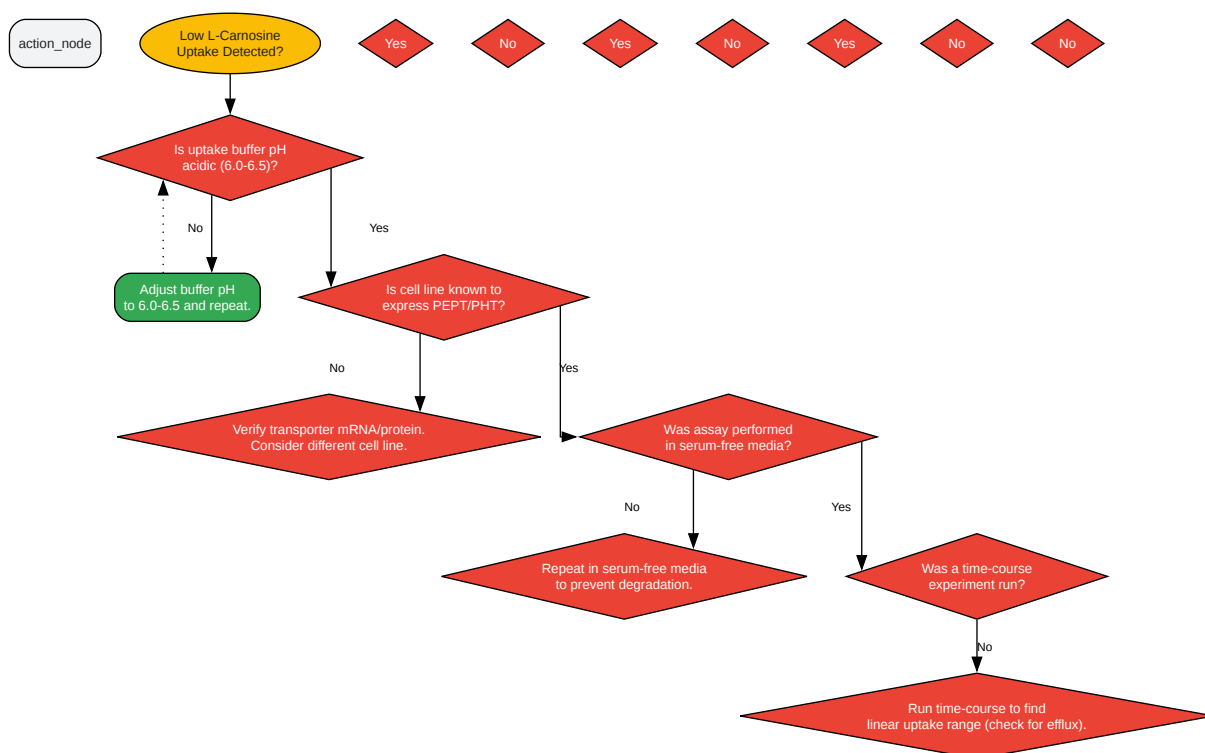 action_node
Low L-Carnosine
Uptake Detected?
Yes
No
Yes
No
Yes
No
No
Is uptake buffer pH
acidic (6.0-6.5)?
No
Yes
Adjust buffer pH
to 6.0-6.5 and repeat.
Is cell line known to
express PEPT/PHT?
No
Yes
Verify transporter mRNA/protein.
Consider different cell line.
Was assay performed
in serum-free media?
No
Yes
Repeat in serum-free media
to prevent degradation.
Was a time-course
experiment run?
No
Run time-course to find
linear uptake range (check for efflux).